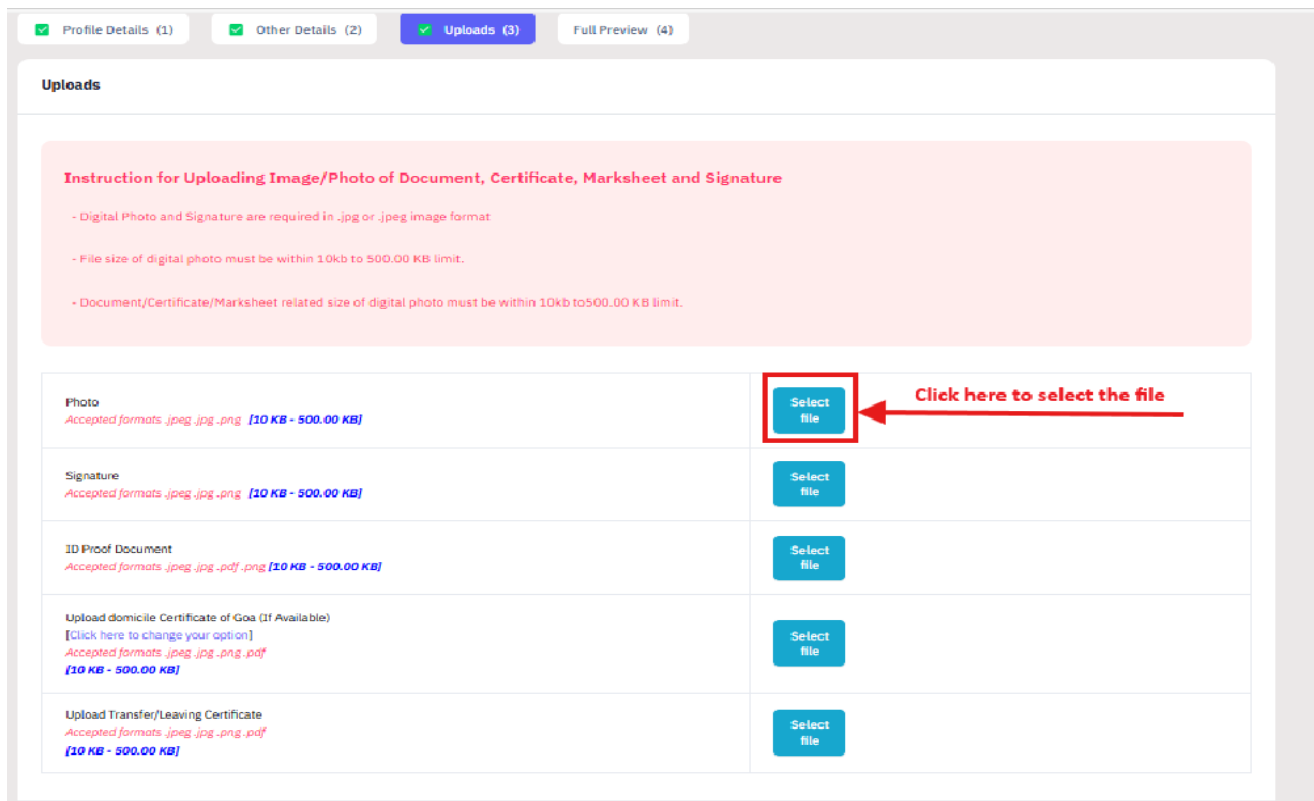 Profile Details (1)
Other Details (2)
Uploads (3)
Full Preview (4)
Uploads
Instruction for Uploading Image/Photo of Document, Certificate, Marksheet and Signature
- Digital Photo and Signature are required in .jpg or .jpeg image format
- File size of digital photo must be within 10kb to 500.00 KB limit.
- Document/Certificate/Marksheet related size of digital photo must be within 10kb to500.00 KB limit.
Photo
Accepted formats .jpeg .jpg .png [10 KB - 500.00 KB]
Select
file
Click here to select the file
Signature
Accepted formats .jpeg .jpg .png [10 KB - 500.00 KB]
Select
file
ID Proof Document
Accepted formats .jpeg .jpg .pdf .png [10 KB - 500.00 KB]
Select
file
Upload domicile Certificate of Goa (If Available)
[Click here to change your option]
Accepted formats .jpeg .jpg .png .pdf
[10 KB - 500.00 KB]
Select
file
Upload Transfer/Leaving Certificate
Accepted formats .jpeg .jpg .png .pdf
[10 KB - 500.00 KB]
Select
file